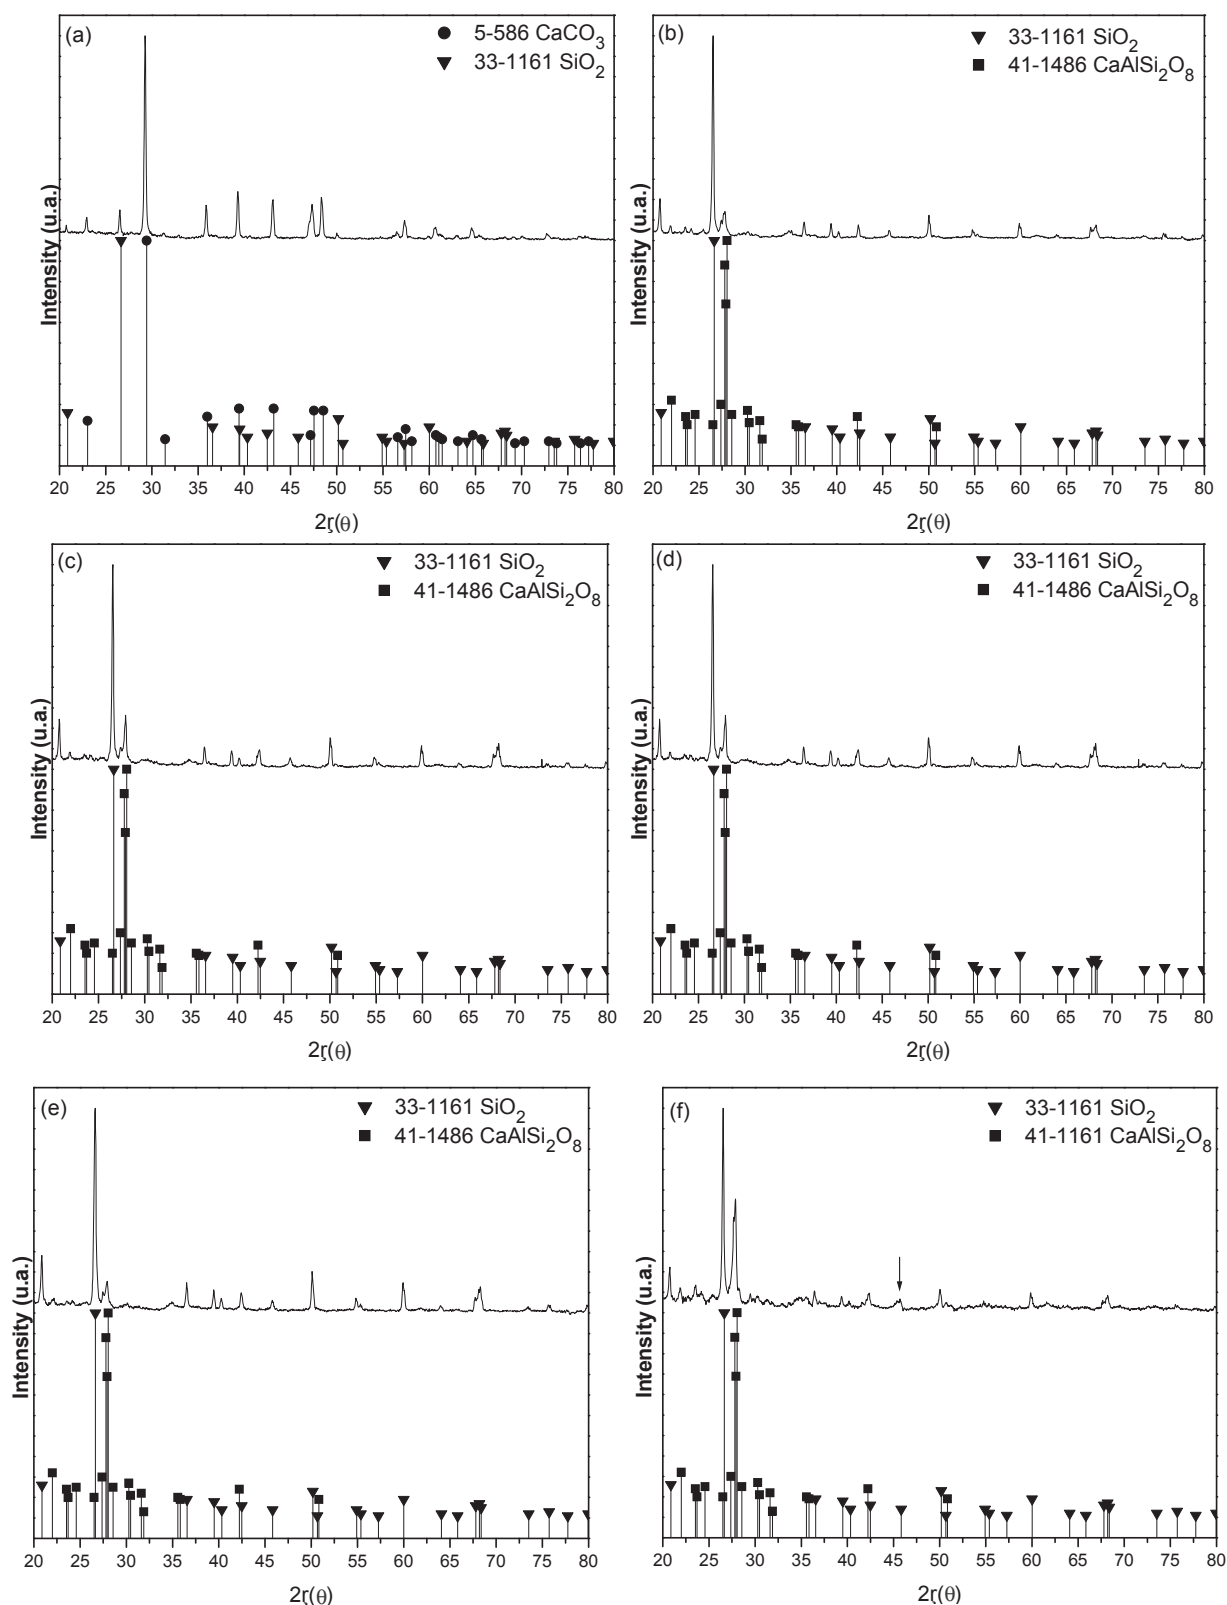 (a)
5-586 CaCO3
33-1161 SiO2
Intensity (u.a.)
20 25 30 35 40 45 50 55 60 65 70 75 80
2ζ(θ)
(b)
33-1161 SiO2
41-1486 CaAlSi2O8
Intensity (u.a.)
20 25 30 35 40 45 50 55 60 65 70 75 80
2ζ(θ)
(c)
33-1161 SiO2
41-1486 CaAlSi2O8
Intensity (u.a.)
20 25 30 35 40 45 50 55 60 65 70 75 80
2ζ(θ)
(d)
33-1161 SiO2
41-1486 CaAlSi2O8
Intensity (u.a.)
20 25 30 35 40 45 50 55 60 65 70 75 80
2ζ(θ)
(e)
33-1161 SiO2
41-1486 CaAlSi2O8
Intensity (u.a.)
20 25 30 35 40 45 50 55 60 65 70 75 80
2ζ(θ)
(f)
33-1161 SiO2
41-1161 CaAlSi2O8
Intensity (u.a.)
20 25 30 35 40 45 50 55 60 65 70 75 80
2ζ(θ)